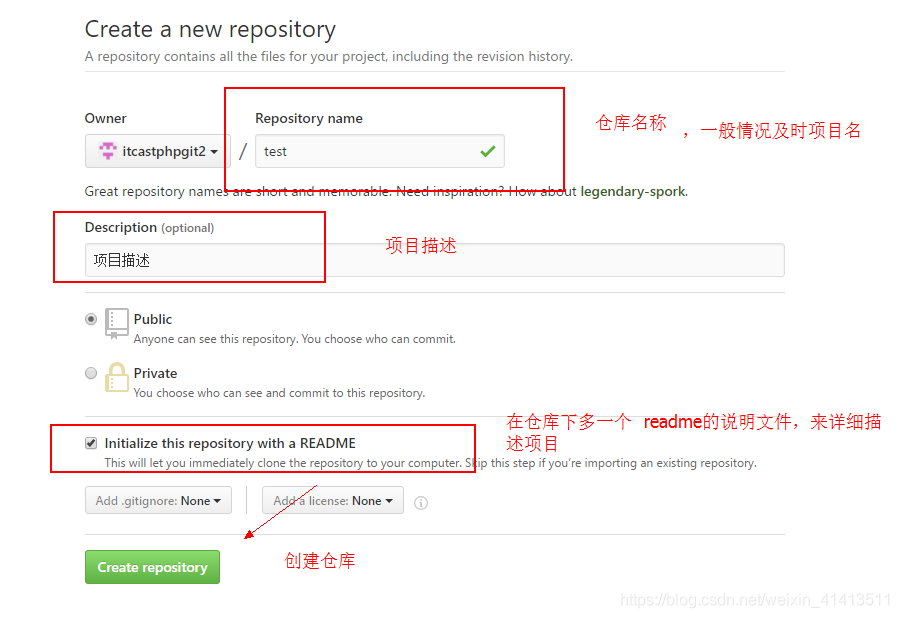 Create a new repository
A repository contains all the files for your project, including the revision history.
Owner
Repository name
仓库名称 ，一般情况及时项目名
itcastphpgit2 / test
Great repository names are short and memorable. Need inspiration? How about legendary-spork.
Description (optional)
项目描述
项目描述
Public
Anyone can see this repository. You choose who can commit.
Private
You choose who can see and commit to this repository.
在仓库下多一个 readme的说明文件，来详细描
述项目
Initialize this repository with a README
This will let you immediately clone the repository to your computer. Skip this step if you’re importing an existing repository.
Add .gitignore: None
Add a license: None
创建仓库
Create repository
https://blog.csdn.net/weixin_41413511